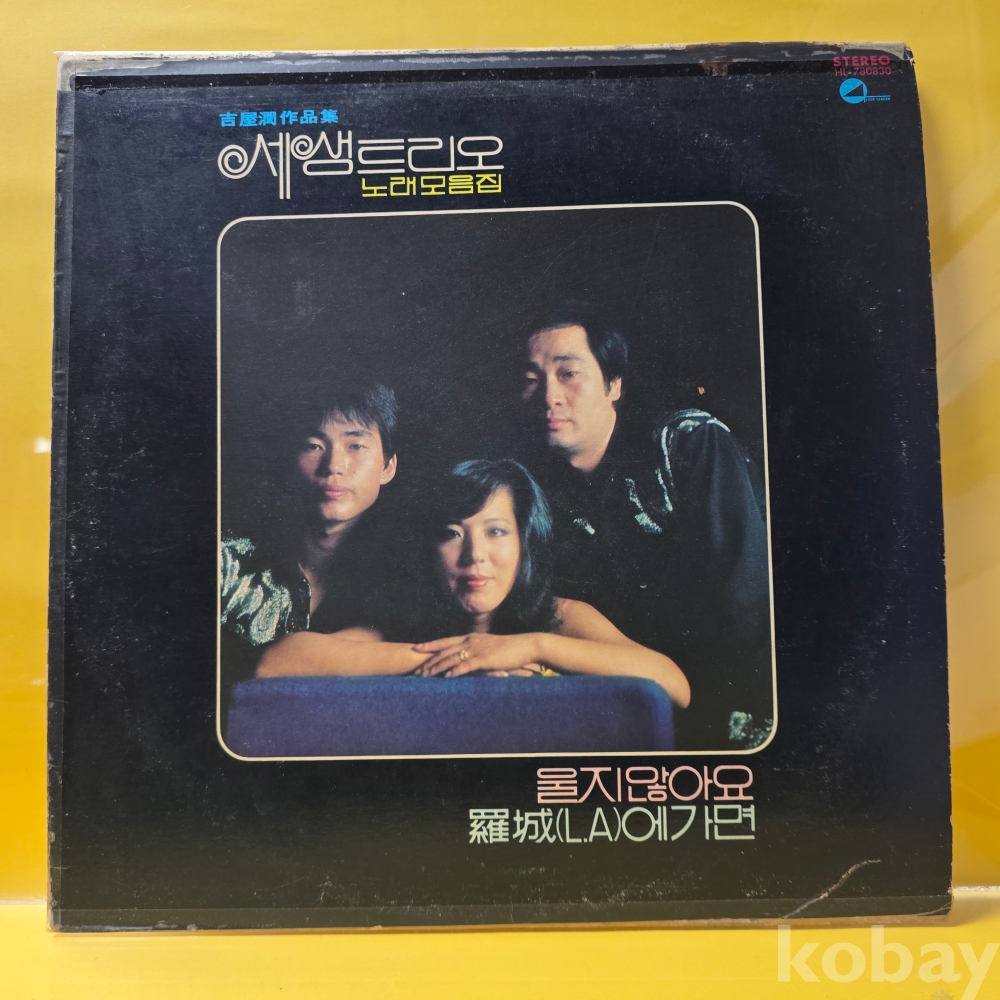 STEREO
HL-780830
吉屋潤作品集
세샘트리오
노래모음집
울지않아요
羅城(L.A)에가면
kobay